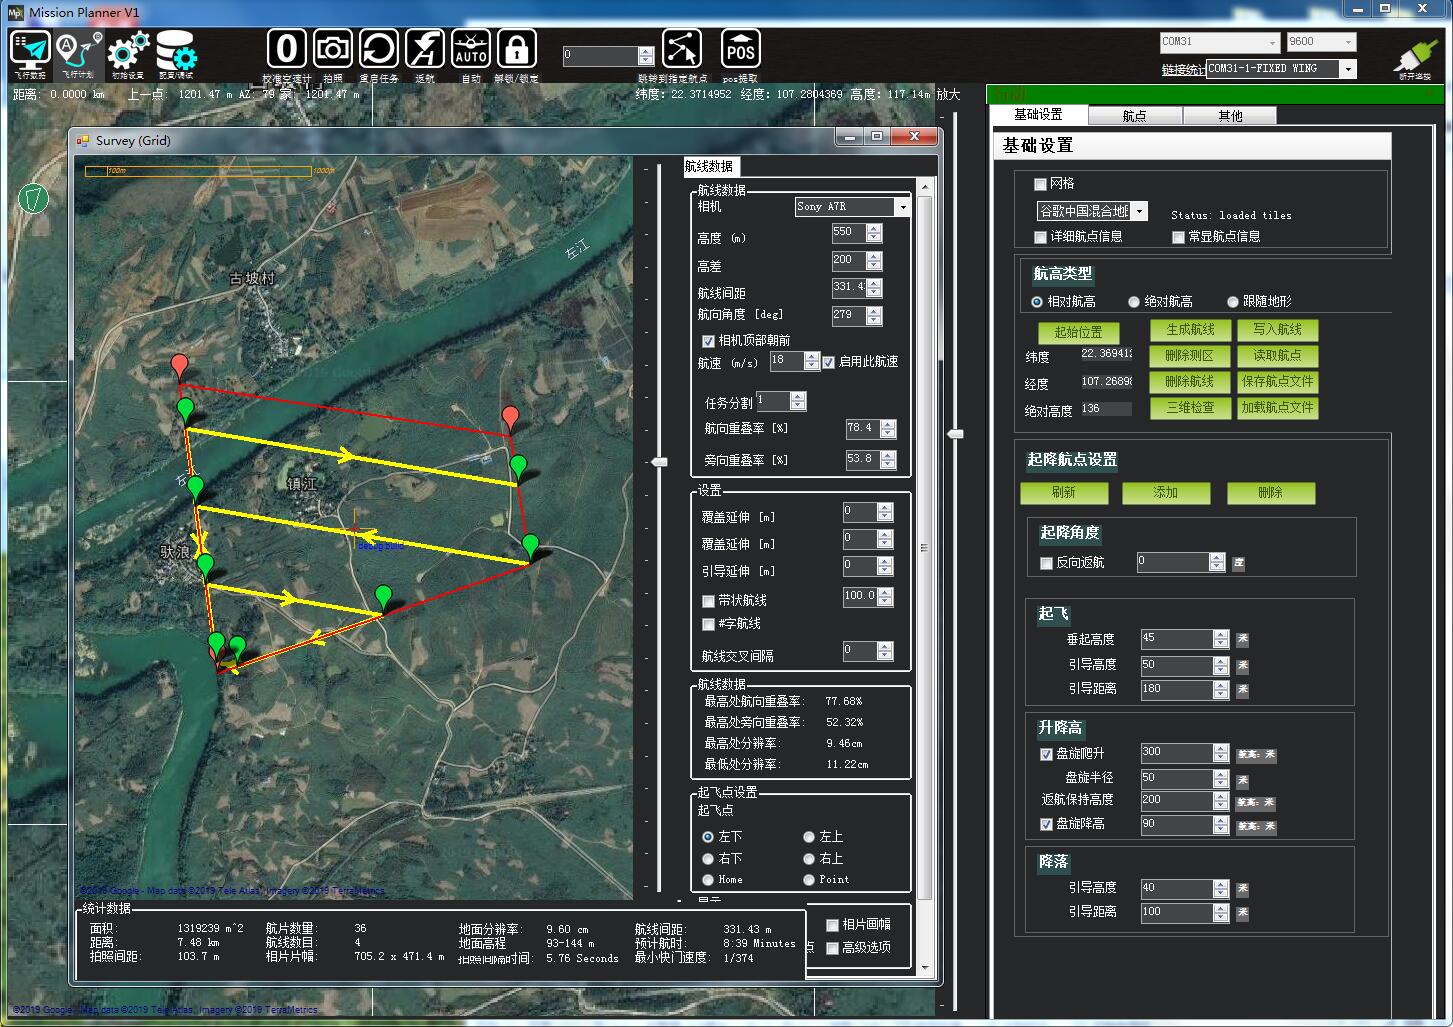 Mission Planner V1
飞行数据
飞行计划
初始设置
配置/调试
校准空速计
拍照
重启任务
返航
AUTO
自动
解锁/锁定
0
跳转到指定航点
POS
pos提取
COM31
9600
链接统计
COM31-1-FIXED WING
断开连接
距离: 0.0000 km
上一点: 1201.47 m AZ: 79 家: 1201.47 m
纬度: 22.3714952 经度: 107.2804369 高度: 117.14m
放大
Survey (Grid)
100m
1000m
左江
古坡村
镇江
驮浪
debug build
©2019 Google - Map data ©2019 Tele Atlas, Imagery ©2019 TerraMetrics
航线数据
航线数据
相机
Sony A7R
高度 (m)
550
高差
200
航线间距
331.4
航向角度 [deg]
279
相机顶部朝前
航速 (m/s)
18
启用此航速
任务分割
1
航向重叠率 [%]
78.4
旁向重叠率 [%]
53.8
设置
覆盖延伸 [m]
0
覆盖延伸 [m]
0
引导延伸 [m]
0
带状航线
100.0
#字航线
航线交叉间隔
0
航线数据
最高处航向重叠率: 77.68%
最高处旁向重叠率: 52.32%
最高处分辨率: 9.46cm
最低处分辨率: 11.22cm
起飞点设置
起飞点
左下
左上
右下
右上
Home
Point
相片画幅
高级选项
统计数据
面积: 1319239 m^2
航片数量: 36
地面分辨率: 9.60 cm
航线间距: 331.43 m
距离: 7.48 km
航线数目: 4
地面高程 93-144 m
预计航时: 8:39 Minutes
拍照间距: 103.7 m
相片片幅: 705.2 x 471.4 m
拍照间隔时间: 5.76 Seconds
最小快门速度: 1/374
©2019 Google - Map data ©2019 Tele Atlas, Imagery ©2019 TerraMetrics
基础设置
航点
其他
基础设置
网格
谷歌中国混合地图
Status: loaded tiles
详细航点信息
常显航点信息
航高类型
相对航高
绝对航高
跟随地形
起始位置
生成航线
写入航线
纬度
22.369412
删除测区
读取航点
经度
107.26898
删除航线
保存航点文件
绝对高度
136
三维检查
加载航点文件
起降航点设置
刷新
添加
删除
起降角度
反向返航
0
度
起飞
垂起高度
45
米
引导高度
50
米
引导距离
180
米
升降高
盘旋爬升
300
航高: 米
盘旋半径
50
米
返航保持高度
200
航高: 米
盘旋降高
90
航高: 米
降落
引导高度
40
米
引导距离
100
米